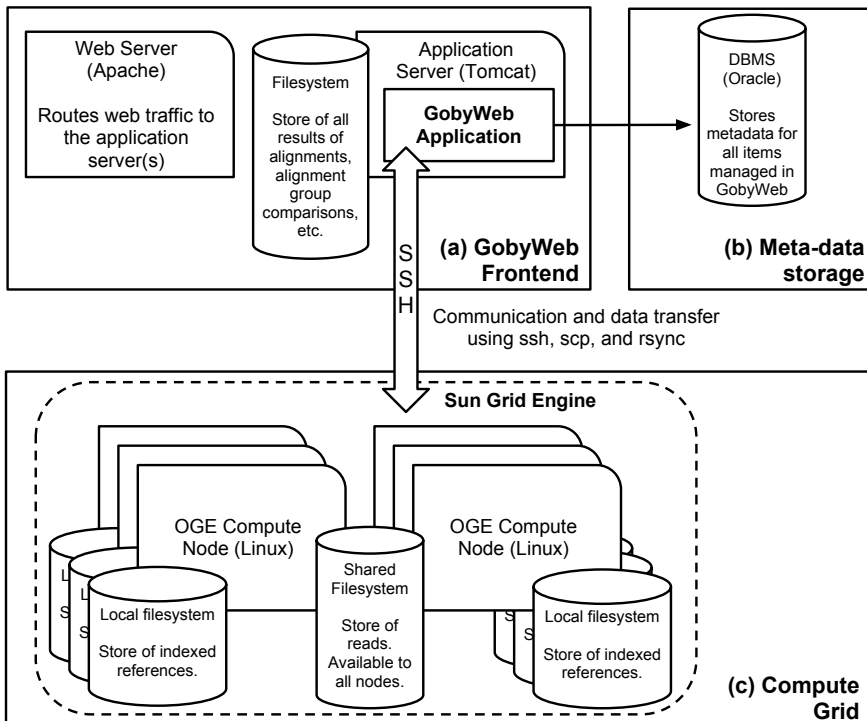 Web Server
(Apache)
Routes web traffic to
the application
server(s)
Filesystem
Store of all
results of
alignments,
alignment
group
comparisons,
etc.
Application
Server (Tomcat)
GobyWeb
Application
(a) GobyWeb
Frontend
DBMS
(Oracle)
Stores
metadata for
all items
managed in
GobyWeb
(b) Meta-data
storage
SSH
Communication and data transfer
using ssh, scp, and rsync
Sun Grid Engine
OGE Compute
Node (Linux)
OGE Compute
Node (Linux)
L
S
L
S
Local filesystem
Store of indexed
references.
Shared
Filesystem
Store of
reads.
Available to
all nodes.
S
S
Local filesystem
Store of indexed
references.
(c) Compute
Grid